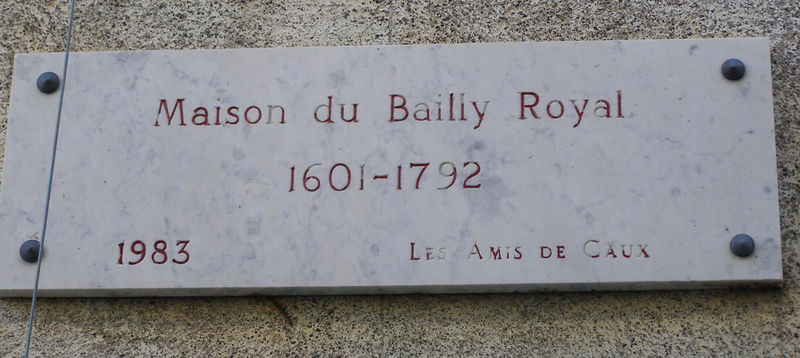 Maison du Bailly Royal
1601-1792
1983 Les Amis de Caux